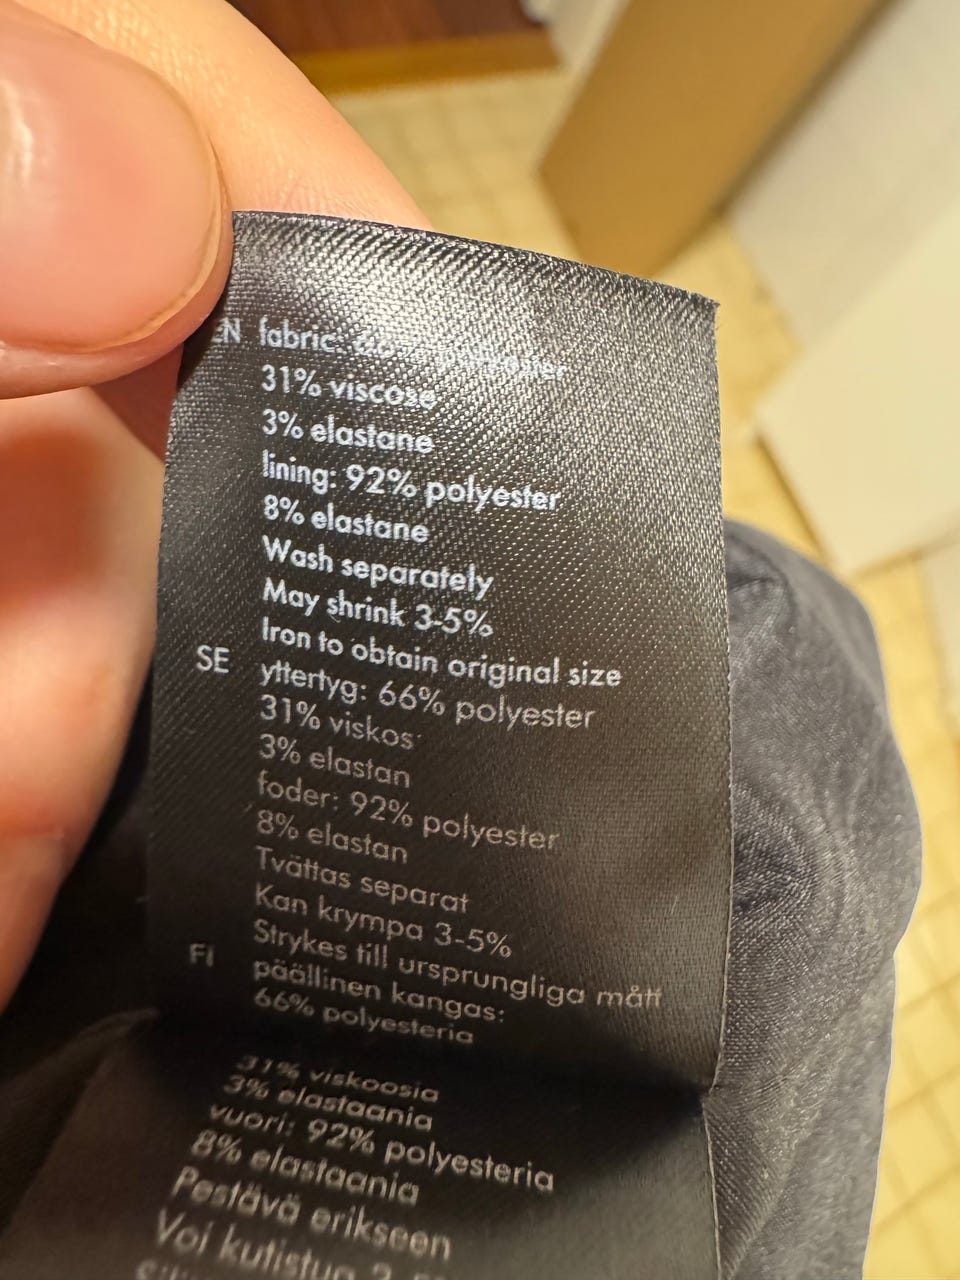 EN fabric: polyester
31% viscose
3% elastane
lining: 92% polyester
8% elastane
Wash separately
May shrink 3-5%
Iron to obtain original size
SE yttertyg: 66% polyester
31% viskos
3% elastan
foder: 92% polyester
8% elastan
Tvättas separat
Kan krympa 3-5%
Strykes till ursprungliga mått
FI päällinen kangas:
66% polyesteria
31% viskoosia
3% elastaania
vuori: 92% polyesteria
8% elastaania
Pestävä erikseen
Voi kutistua